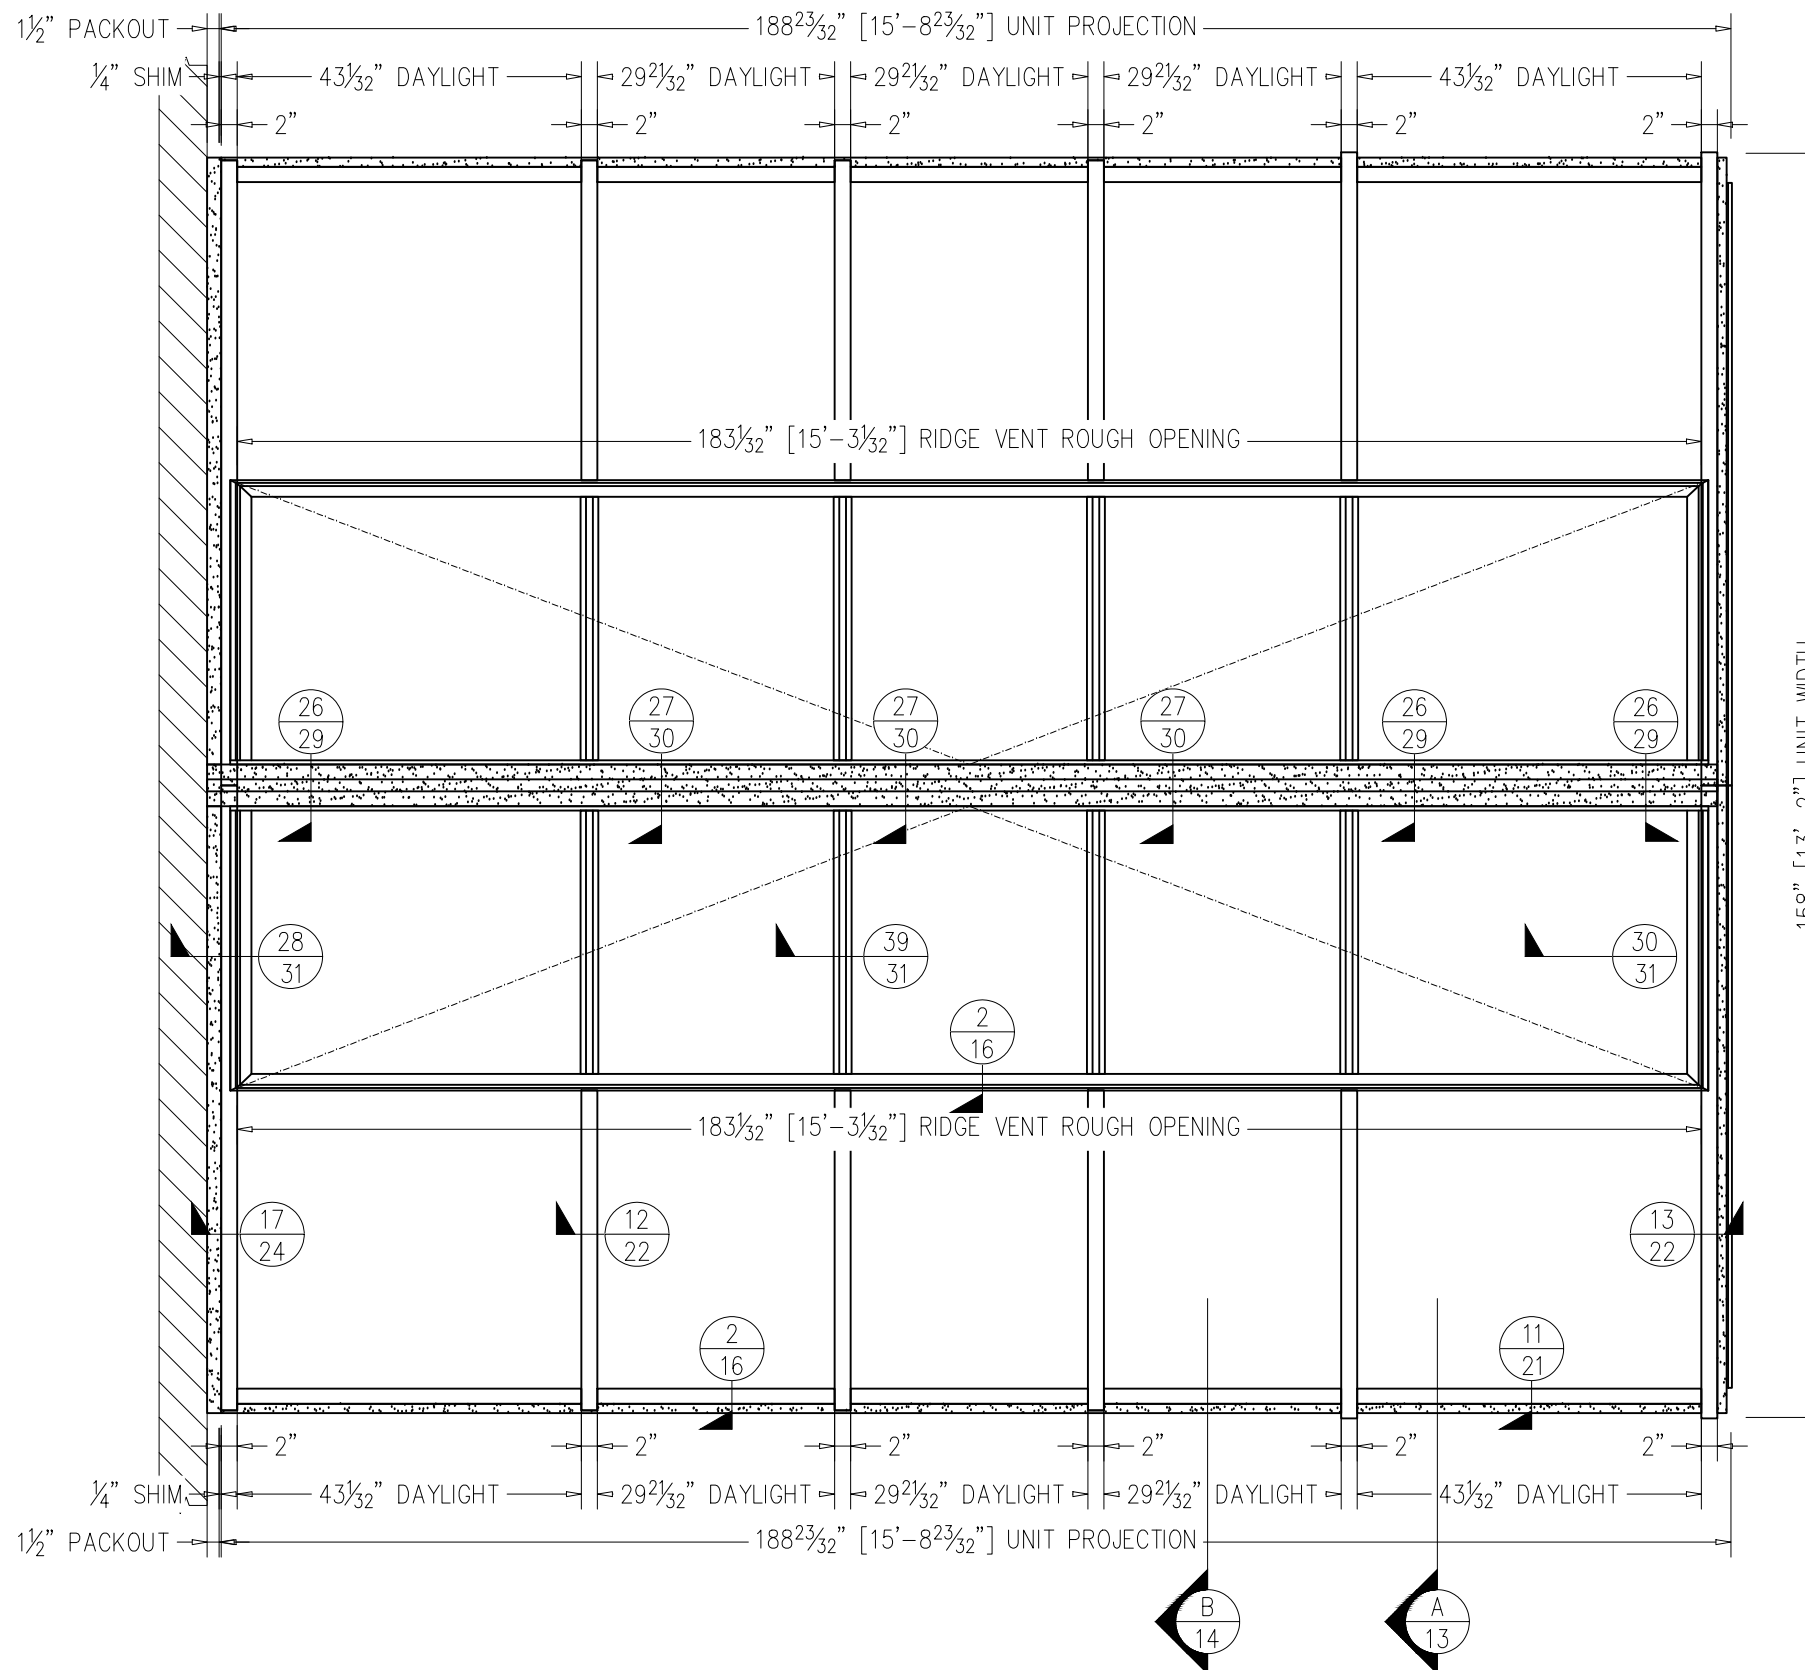 1½" PACKOUT
188²³⁄₃₂" [15'-8²³⁄₃₂"] UNIT PROJECTION
¼" SHIM
43¹⁄₃₂" DAYLIGHT
29²¹⁄₃₂" DAYLIGHT
29²¹⁄₃₂" DAYLIGHT
29²¹⁄₃₂" DAYLIGHT
43¹⁄₃₂" DAYLIGHT
2"
2"
2"
2"
2"
2"
183¹⁄₃₂" [15'-3¹⁄₃₂"] RIDGE VENT ROUGH OPENING
26
29
27
30
27
30
27
30
26
29
26
29
UNIT WIDTH
28
31
39
31
30
31
2
16
183¹⁄₃₂" [15'-3¹⁄₃₂"] RIDGE VENT ROUGH OPENING
17
24
12
22
13
22
2
16
11
21
2"
2"
2"
2"
2"
2"
¼" SHIM
43¹⁄₃₂" DAYLIGHT
29²¹⁄₃₂" DAYLIGHT
29²¹⁄₃₂" DAYLIGHT
29²¹⁄₃₂" DAYLIGHT
43¹⁄₃₂" DAYLIGHT
1½" PACKOUT
188²³⁄₃₂" [15'-8²³⁄₃₂"] UNIT PROJECTION
B
14
A
13